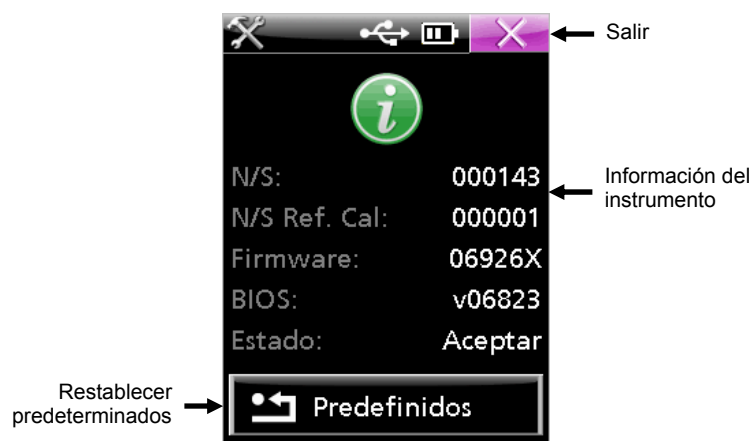 Salir
i
N/S: 000143
Información del
instrumento
N/S Ref. Cal: 000001
Firmware: 06926X
BIOS: v06823
Estado: Aceptar
Restablecer
predeterminados
Predefinidos